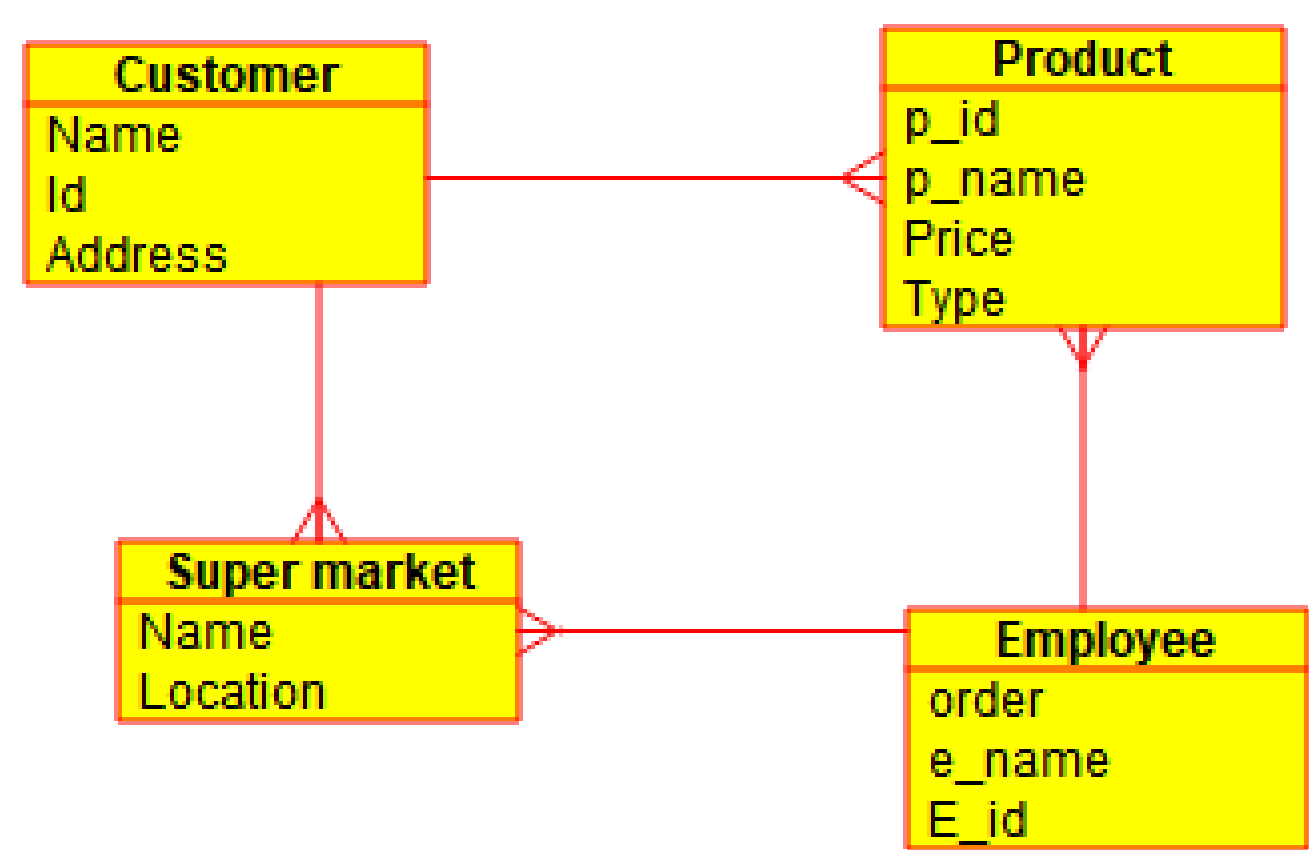 Customer
Name
Id
Address
Product
p_id
p_name
Price
Type
Super market
Name
Location
Employee
order
e_name
E_id